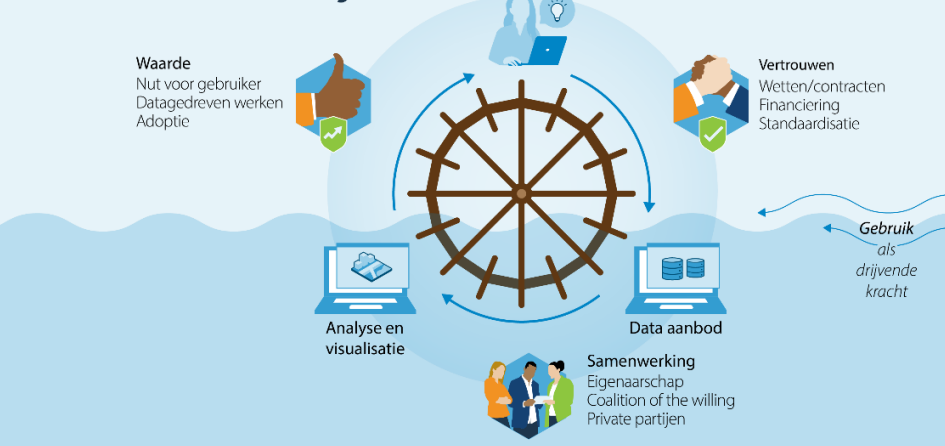 Waarde
Nut voor gebruiker
Datagedreven werken
Adoptie
Vertrouwen
Wetten/contracten
Financiering
Standaardisatie
Gebruik
als
drijvende
kracht
Analyse en
visualisatie
Data aanbod
Samenwerking
Eigenaarschap
Coalition of the willing
Private partijen